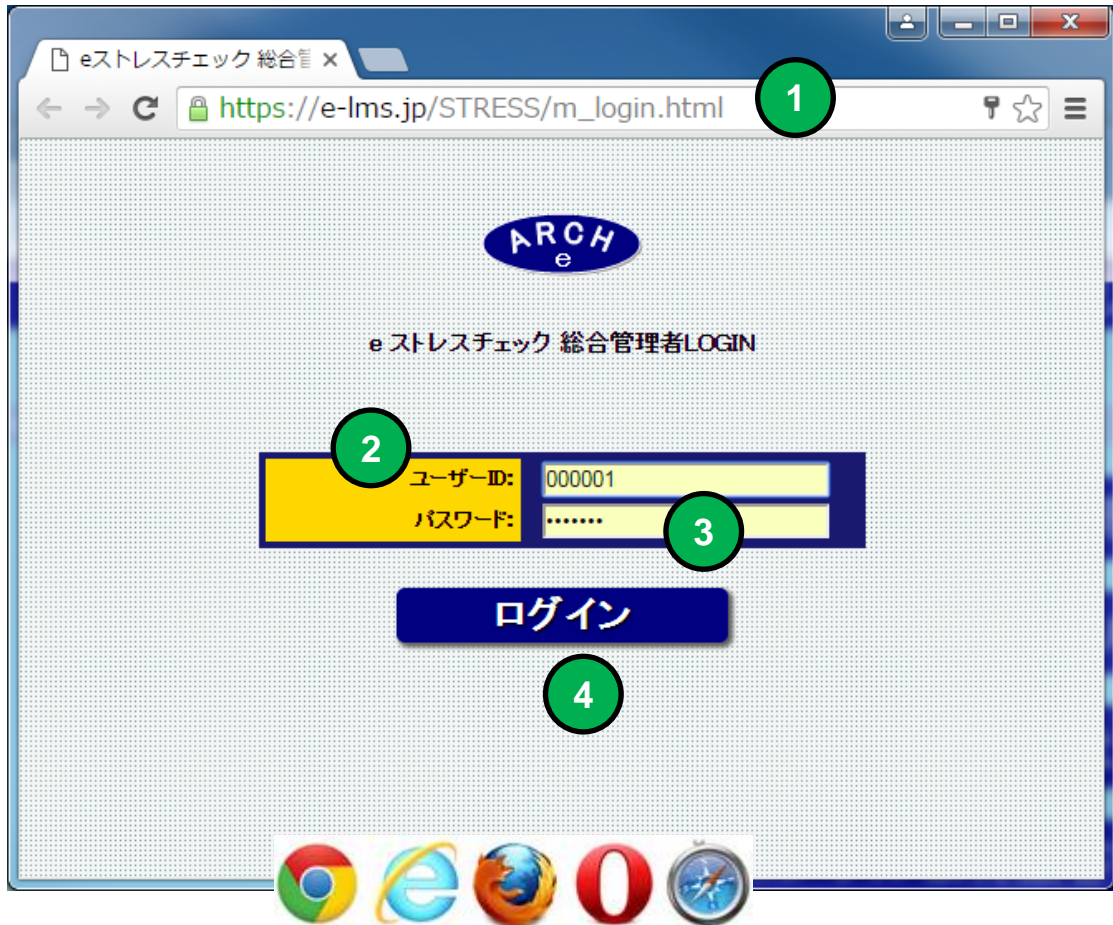 eストレスチェック 総合管
https://e-lms.jp/STRESS/m_login.html
1
ARCH
e
e ストレスチェック 総合管理者LOGIN
2
ユーザーID: 000001
パスワード: •••••••
3
ログイン
4